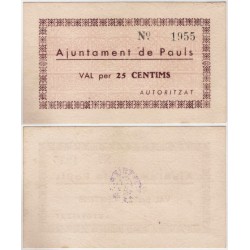 Nº 1955
Ajuntament de Pauls
VAL per 25 CENTIMS
AUTORITZAT